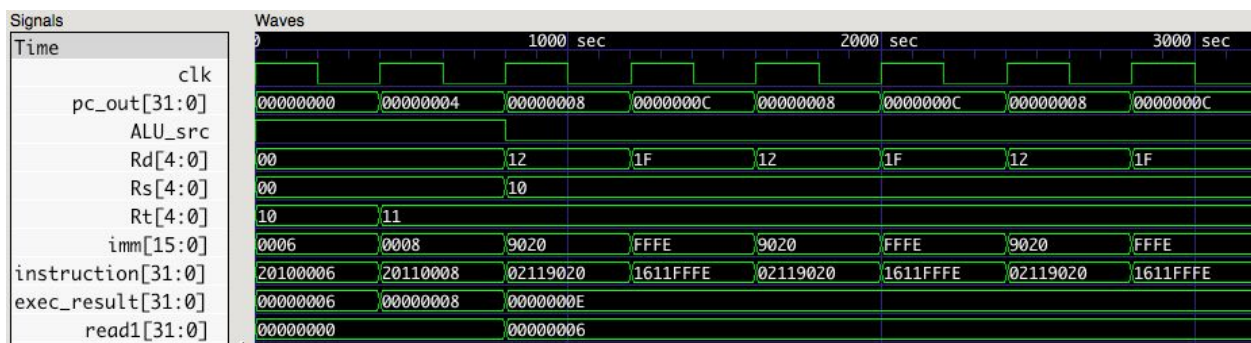 Signals Waves
Time 0 1000 sec 2000 sec 3000 sec
clk
pc_out[31:0] 00000000 00000004 00000008 0000000C 00000008 0000000C 00000008 0000000C
ALU_src
Rd[4:0] 00 12 1F 12 1F 12 1F
Rs[4:0] 00 10
Rt[4:0] 10 11
imm[15:0] 0006 0008 9020 FFFE 9020 FFFE 9020 FFFE
instruction[31:0] 20100006 20110008 02119020 1611FFFE 02119020 1611FFFE 02119020 1611FFFE
exec_result[31:0] 00000006 00000008 0000000E
read1[31:0] 00000000 00000006